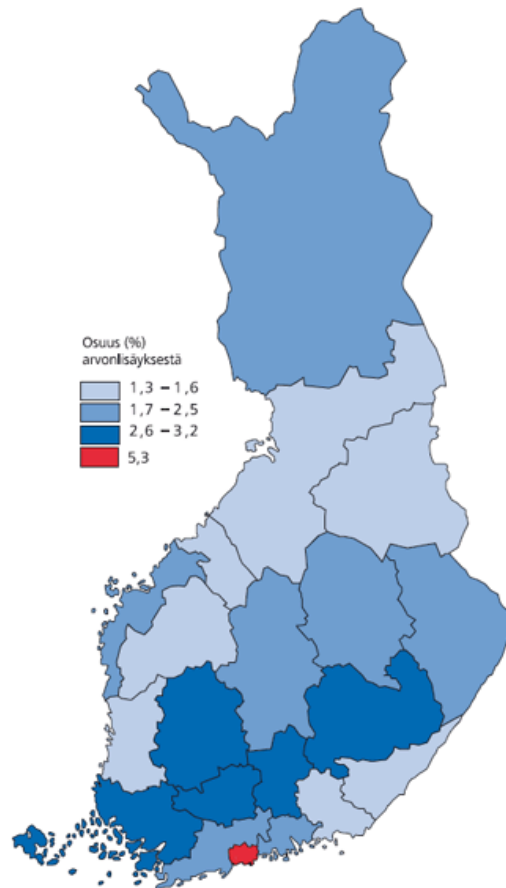 Osuus (%)
arvonlisäyksestä
1,3 – 1,6
1,7 – 2,5
2,6 – 3,2
5,3